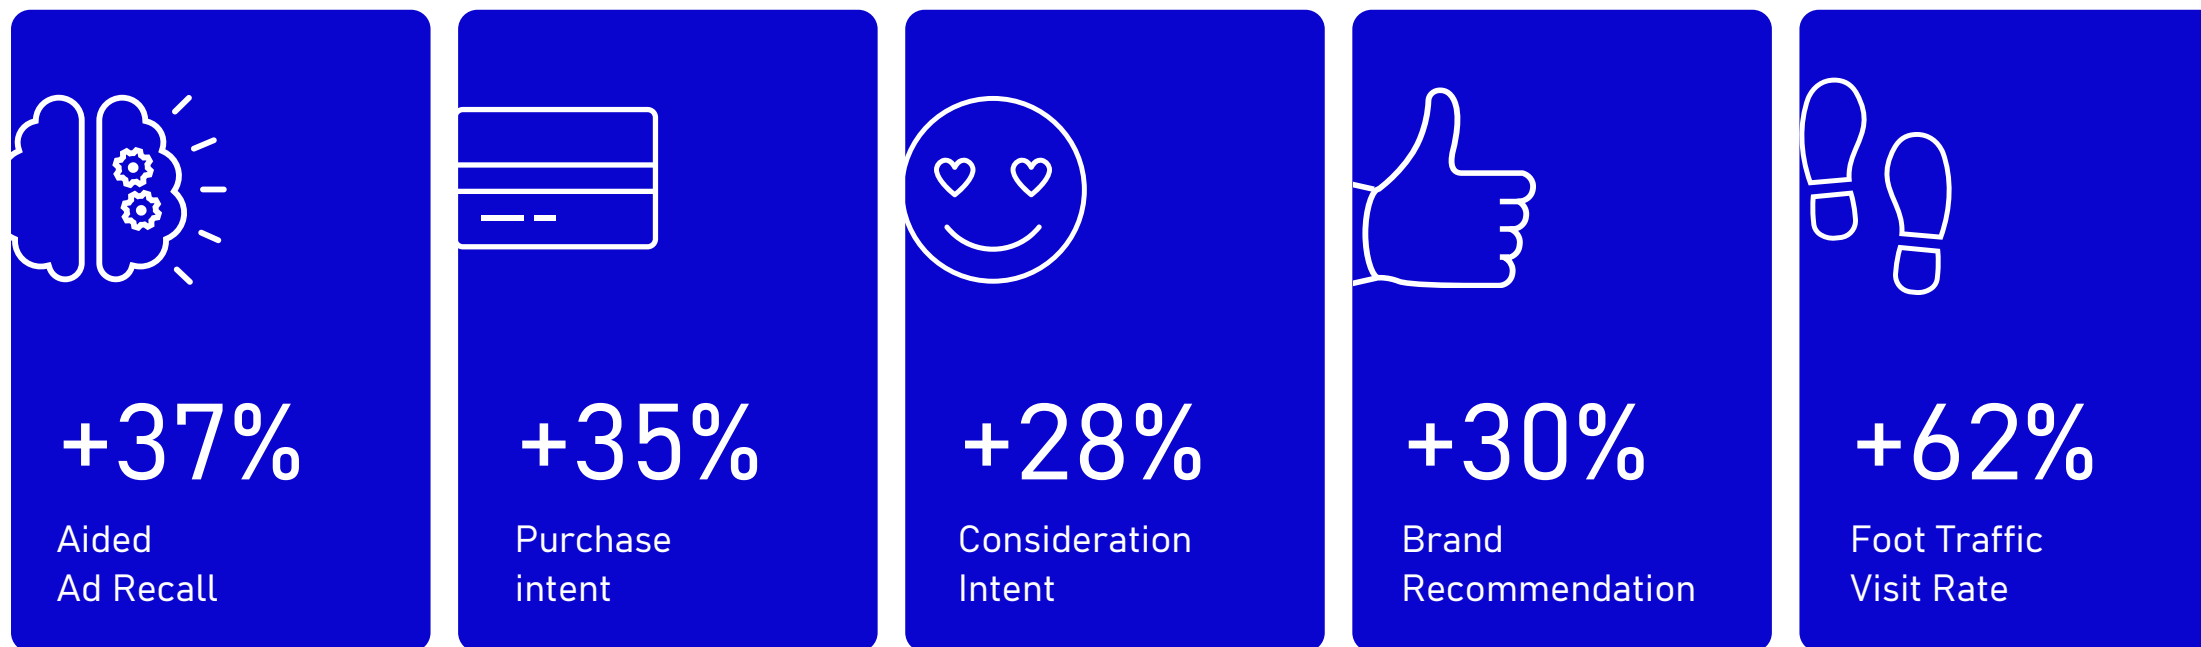 +37%
Aided
Ad Recall
+35%
Purchase
intent
+28%
Consideration
Intent
+30%
Brand
Recommendation
+62%
Foot Traffic
Visit Rate